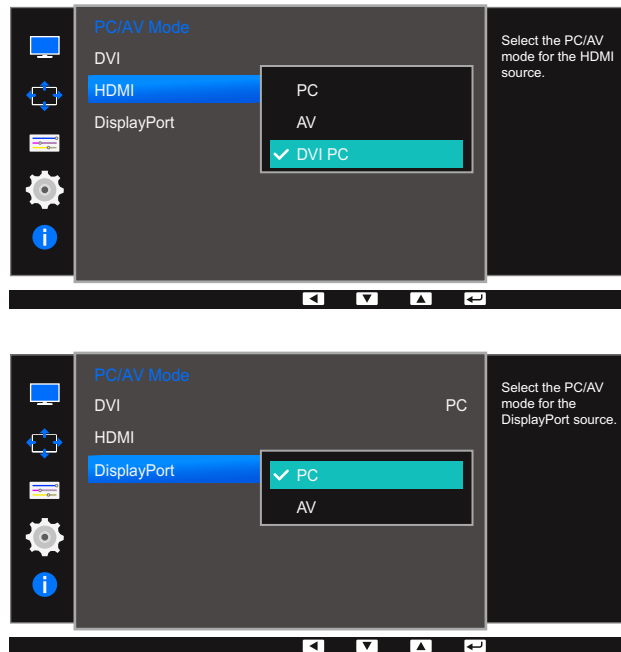 PC/AV Mode
DVI
HDMI
DisplayPort
PC
AV
DVI PC
Select the PC/AV
mode for the HDMI
source.
PC/AV Mode
DVI PC
HDMI
DisplayPort
PC
AV
Select the PC/AV
mode for the
DisplayPort source.